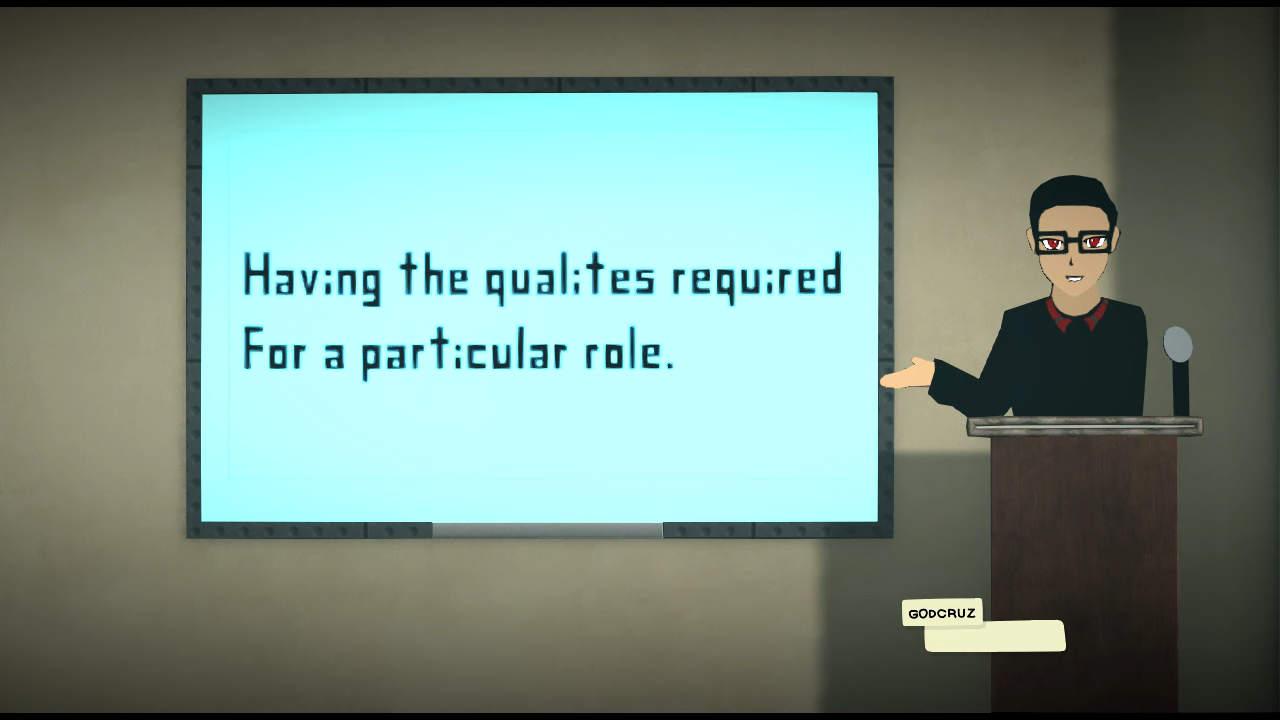 Having the qualites required
For a particular role.
GODCRUZ